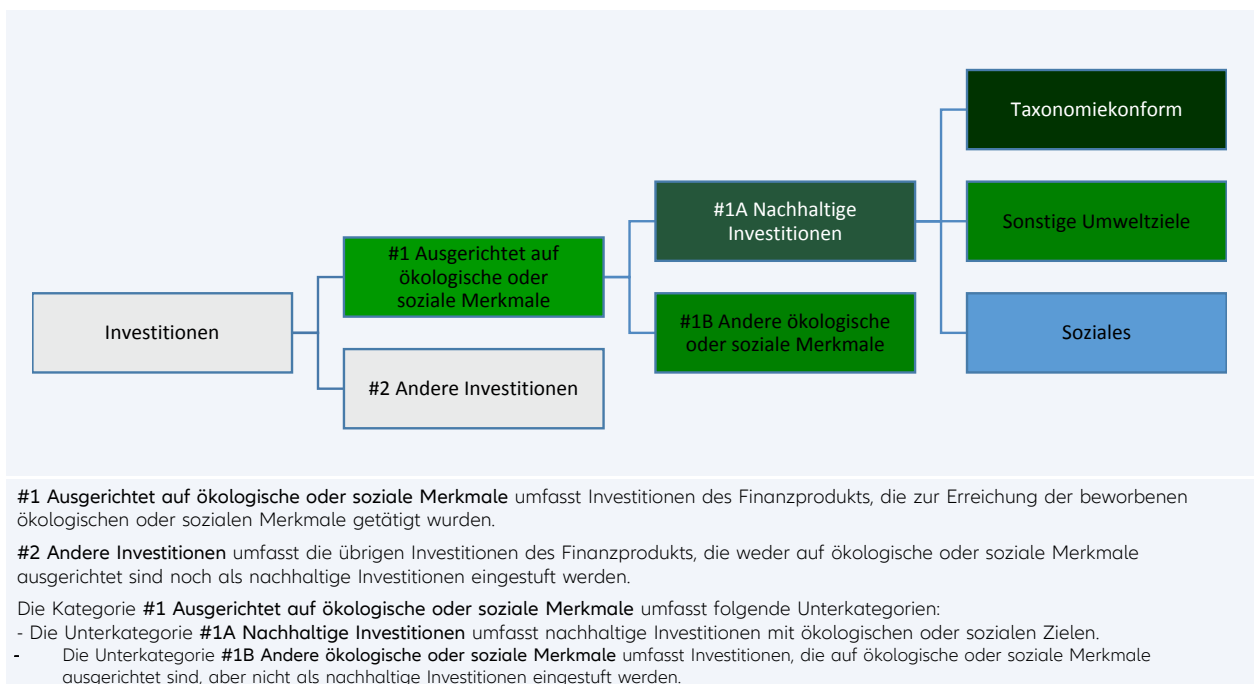 Taxonomiekonform
#1A Nachhaltige
Investitionen
Sonstige Umweltziele
#1 Ausgerichtet auf
ökologische oder
soziale Merkmale
#1B Andere ökologische
oder soziale Merkmale
Soziales
Investitionen
#2 Andere Investitionen
#1 Ausgerichtet auf ökologische oder soziale Merkmale umfasst Investitionen des Finanzprodukts, die zur Erreichung der beworbenen
ökologischen oder sozialen Merkmale getätigt wurden.
#2 Andere Investitionen umfasst die übrigen Investitionen des Finanzprodukts, die weder auf ökologische oder soziale Merkmale
ausgerichtet sind noch als nachhaltige Investitionen eingestuft werden.
Die Kategorie #1 Ausgerichtet auf ökologische oder soziale Merkmale umfasst folgende Unterkategorien:
- Die Unterkategorie #1A Nachhaltige Investitionen umfasst nachhaltige Investitionen mit ökologischen oder sozialen Zielen.
- Die Unterkategorie #1B Andere ökologische oder soziale Merkmale umfasst Investitionen, die auf ökologische oder soziale Merkmale
ausgerichtet sind, aber nicht als nachhaltige Investitionen eingestuft werden.